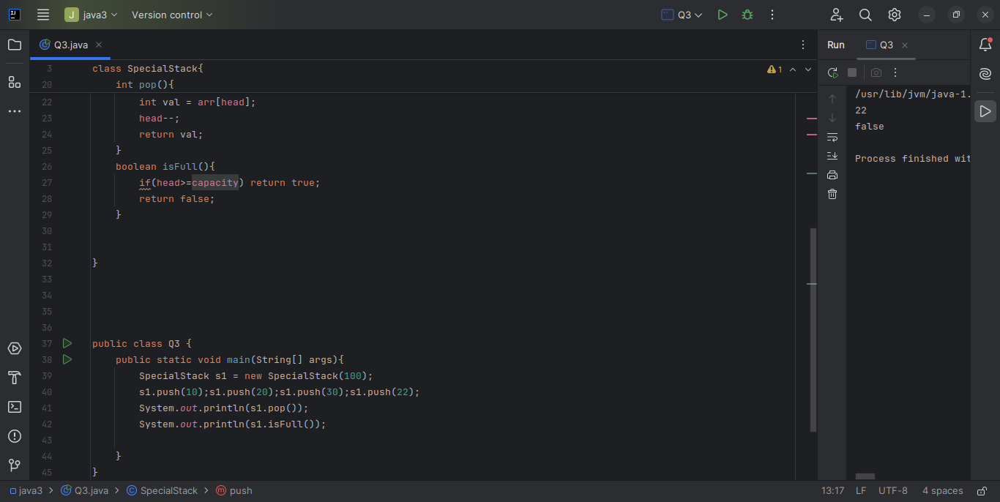 J java3 Version control Q3
Q3.java Run Q3
3 class SpecialStack{ 1
20 int pop(){
22 int val = arr[head];
23 head--;
24 return val;
25 }
26 boolean isFull(){
27 if(head>=capacity) return true;
28 return false;
29 }
30
31
32 }
33
34
35
36
37 public class Q3 {
38 public static void main(String[] args){
39 SpecialStack s1 = new SpecialStack(100);
40 s1.push(10);s1.push(20);s1.push(30);s1.push(22);
41 System.out.println(s1.pop());
42 System.out.println(s1.isFull());
43
44 }
45 }
/usr/lib/jvm/java-1.
22
false
Process finished wit
java3 > Q3.java > C SpecialStack > m push 13:17 LF UTF-8 4 spaces